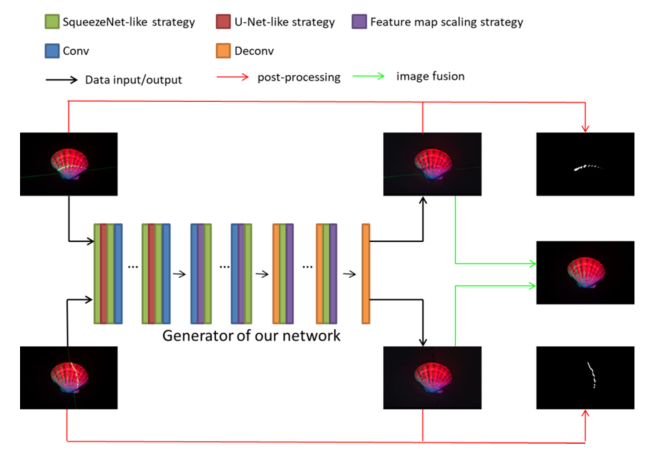 SqueezeNet-like strategy U-Net-like strategy Feature map scaling strategy
Conv Deconv
Data input/output post-processing image fusion
... ... ...
Generator of our network